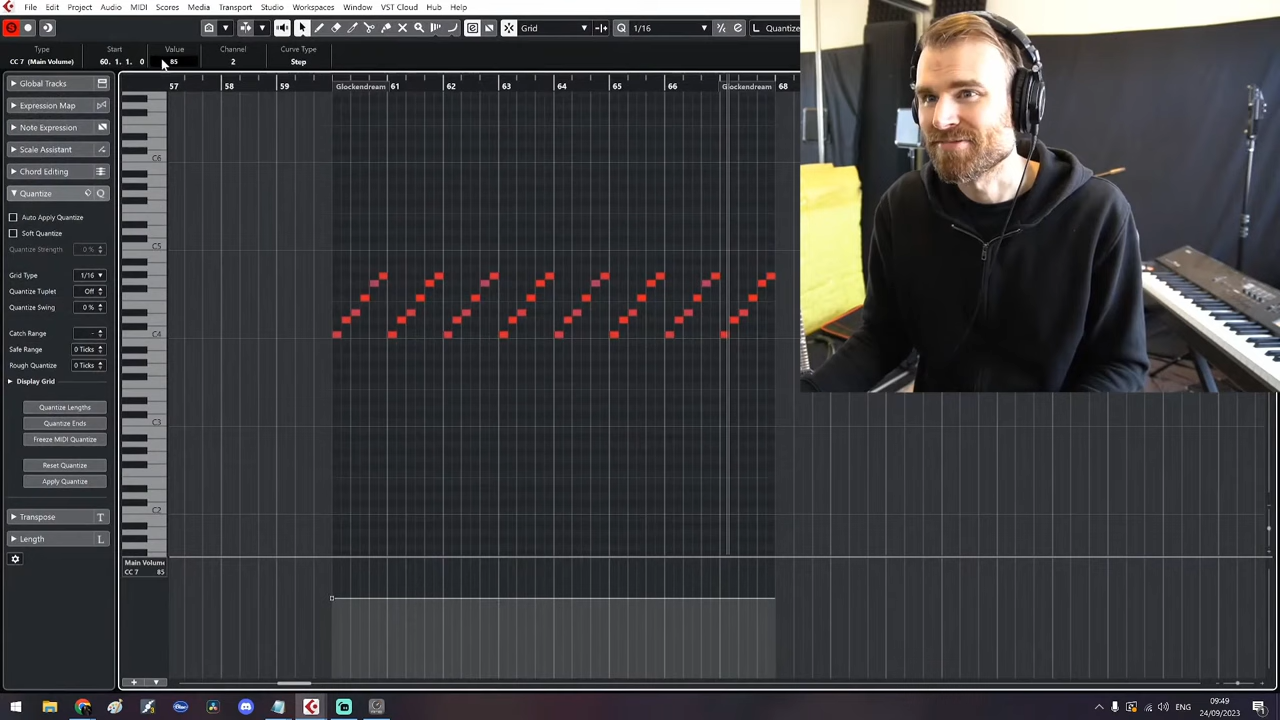 File Edit Project Audio MIDI Scores Media Transport Studio Workspaces Window VST Cloud Hub Help
S Grid Q 1/16 L Quantize
Type Start Value Channel Curve Type
CC 7 (Main Volume) 60. 1. 1. 0 85 2 Step
Global Tracks
Expression Map
Note Expression
Scale Assistant
Chord Editing
Quantize Q
Auto Apply Quantize
Soft Quantize
Quantize Strength 0 %
Grid Type 1/16
Quantize Tuplet Off
Quantize Swing 0 %
Catch Range -
Safe Range 0 Ticks
Rough Quantize 0 Ticks
Display Grid
Quantize Lengths
Quantize Ends
Freeze MIDI Quantize
Reset Quantize
Apply Quantize
Transpose T
Length L
57 58 59 Glockendream 61 62 63 64 65 66 Glockendream 68
C6
C5
C4
C3
C2
Main Volume
CC 7 85
ENG
09:49
24/09/2023